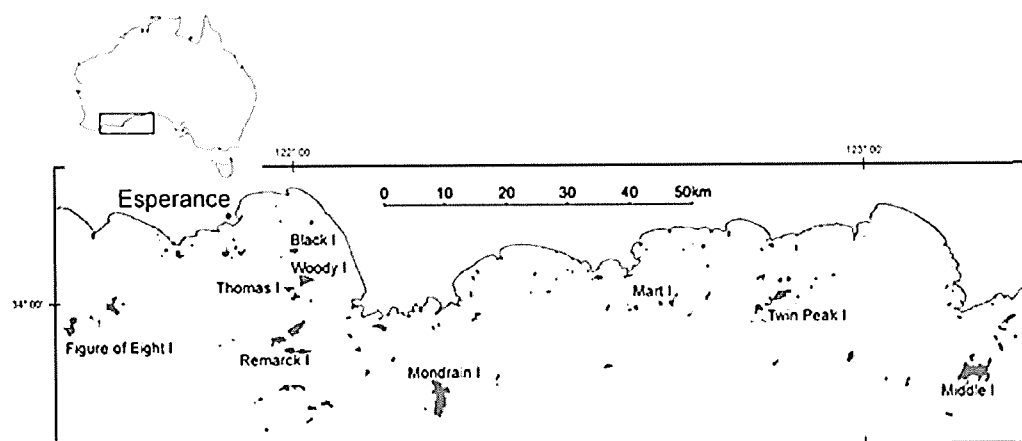 122° 00'
123° 00'
Esperance
0 10 20 30 40 50km
Black I
Woody I
Thomas I
Mart I
34° 00'
Twin Peak I
Figure of Eight I
Remarck I
Mondrain I
Middle I